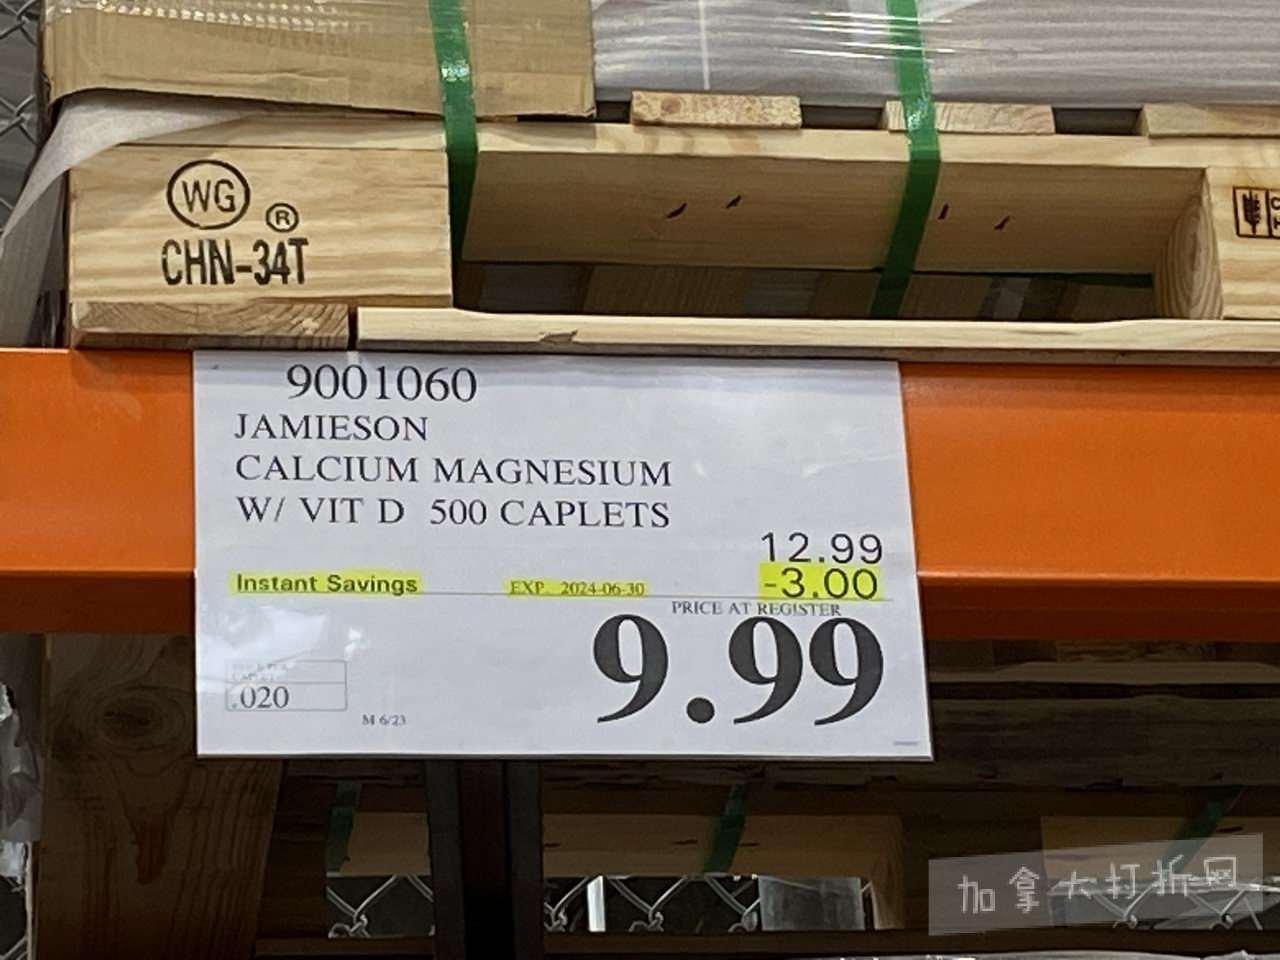 WG
®
CHN-34T
9001060
JAMIESON
CALCIUM MAGNESIUM
W/ VIT D 500 CAPLETS
12.99
Instant Savings EXP. 2024-06-30 -3.00
PRICE AT REGISTER
9.99
.020
M 6/23
加拿大打折网